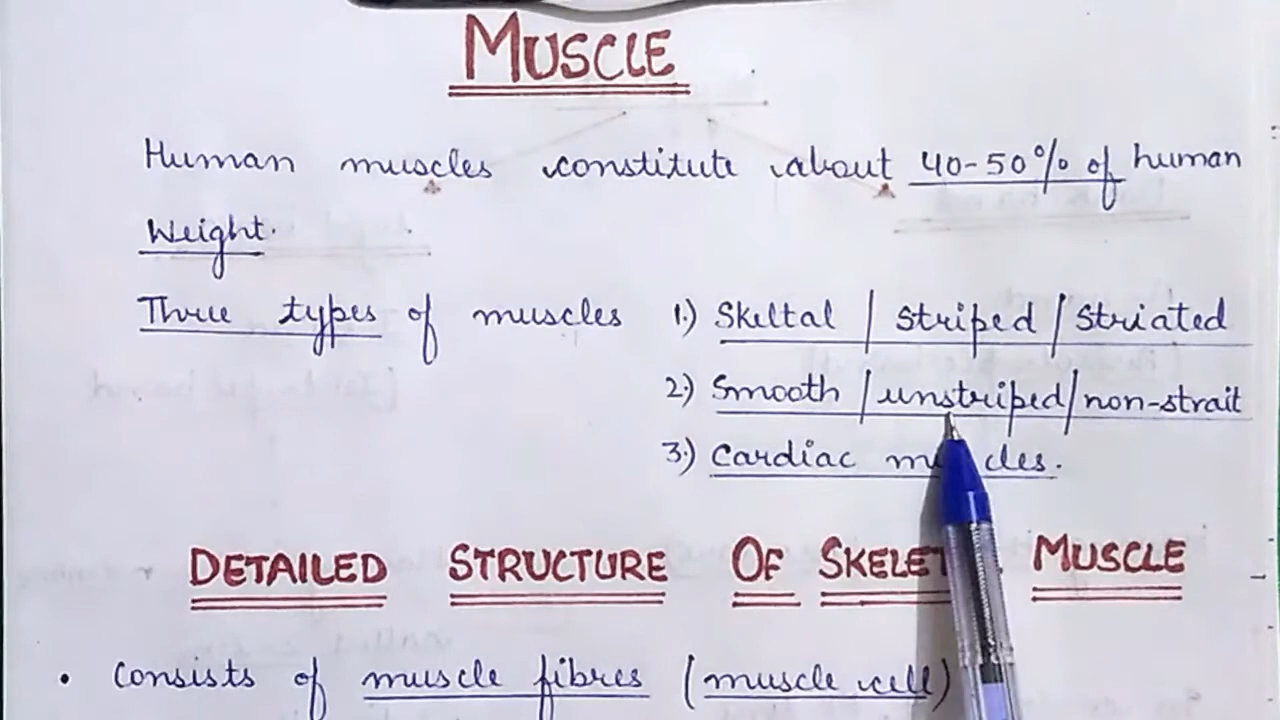 MUSCLE
Human muscles constitute about 40-50% of human
Weight.
Three types of muscles 1.) Skeltal / Striped / Striated
2.) Smooth / unstriped / non-strait
3.) Cardiac
DETAILED STRUCTURE OF MUSCLE
• Consists of muscle fibres (muscle cell)